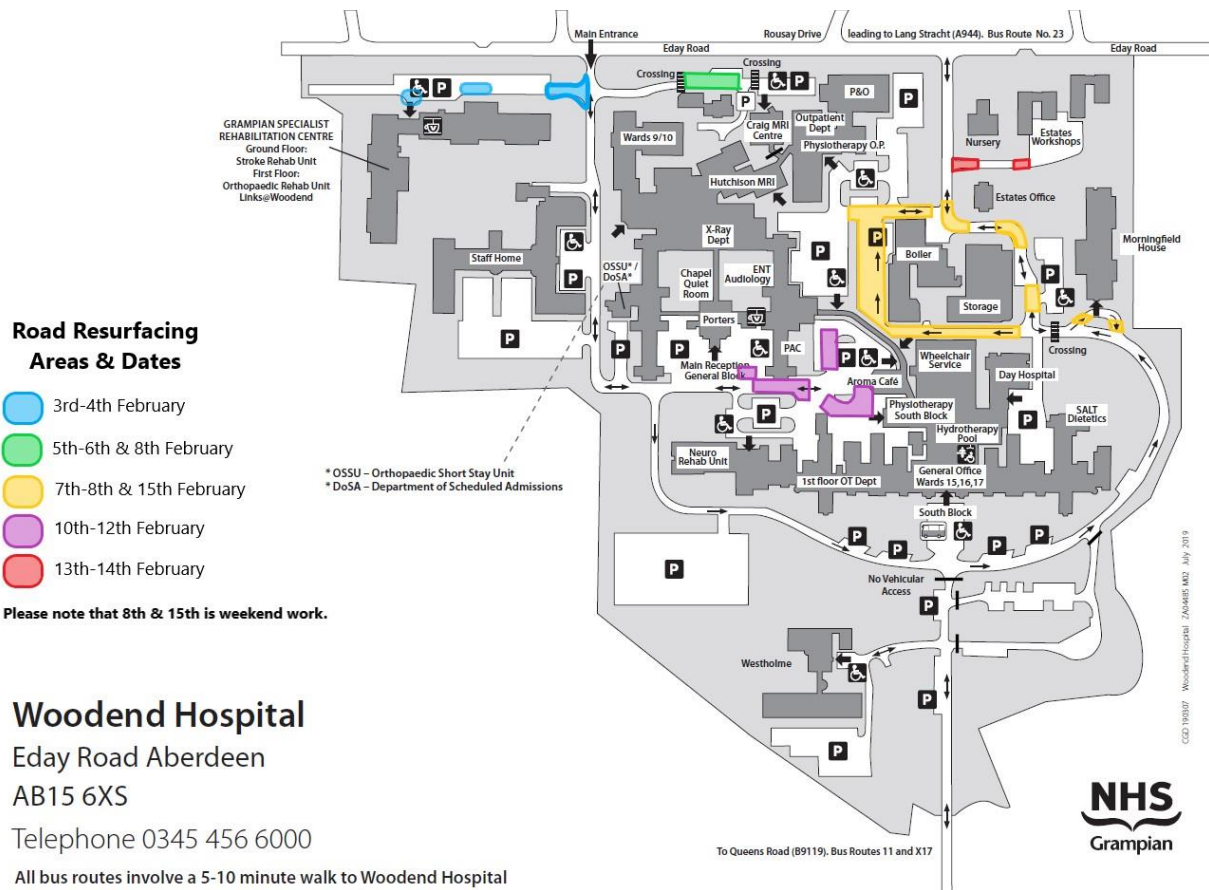 Main Entrance
Rousay Drive
leading to Lang Stracht (A944). Bus Route No. 23
Eday Road
Eday Road
Crossing
Crossing
P
P
P
P
P&O
Craig MRI
Centre
Outpatient
Dept
Physiotherapy O.P.
Wards 9/10
Hutchison MRI
Nursery
Estates
Workshops
Estates Office
GRAMPIAN SPECIALIST
REHABILITATION CENTRE
Ground Floor:
Stroke Rehab Unit
First Floor:
Orthopaedic Rehab Unit
Links@Woodend
X-Ray
Dept
Staff Home
OSSU* /
DoSA*
Chapel
Quiet
Room
ENT
Audiology
P
P
P
P
Boiler
Storage
Morningfield
House
Porters
PAC
P
P
P
P
Main Reception
General Block
Aroma Café
Wheelchair
Service
Crossing
Day Hospital
Physiotherapy
South Block
SALT
Dietetics
P
P
Hydrotherapy
Pool
Neuro
Rehab Unit
1st floor OT Dept
General Office
Wards 15,16,17
South Block
P
P
P
P
P
No Vehicular
Access
P
Westholme
P
P
* OSSU – Orthopaedic Short Stay Unit
* DoSA – Department of Scheduled Admissions
Road Resurfacing
Areas & Dates
3rd-4th February
5th-6th & 8th February
7th-8th & 15th February
10th-12th February
13th-14th February
Please note that 8th & 15th is weekend work.
Woodend Hospital
Eday Road Aberdeen
AB15 6XS
Telephone 0345 456 6000
All bus routes involve a 5-10 minute walk to Woodend Hospital
To Queens Road (B9119). Bus Routes 11 and X17
CGD 190307 Woodend Hospital ZA04485 M02 July 2019
NHS
Grampian